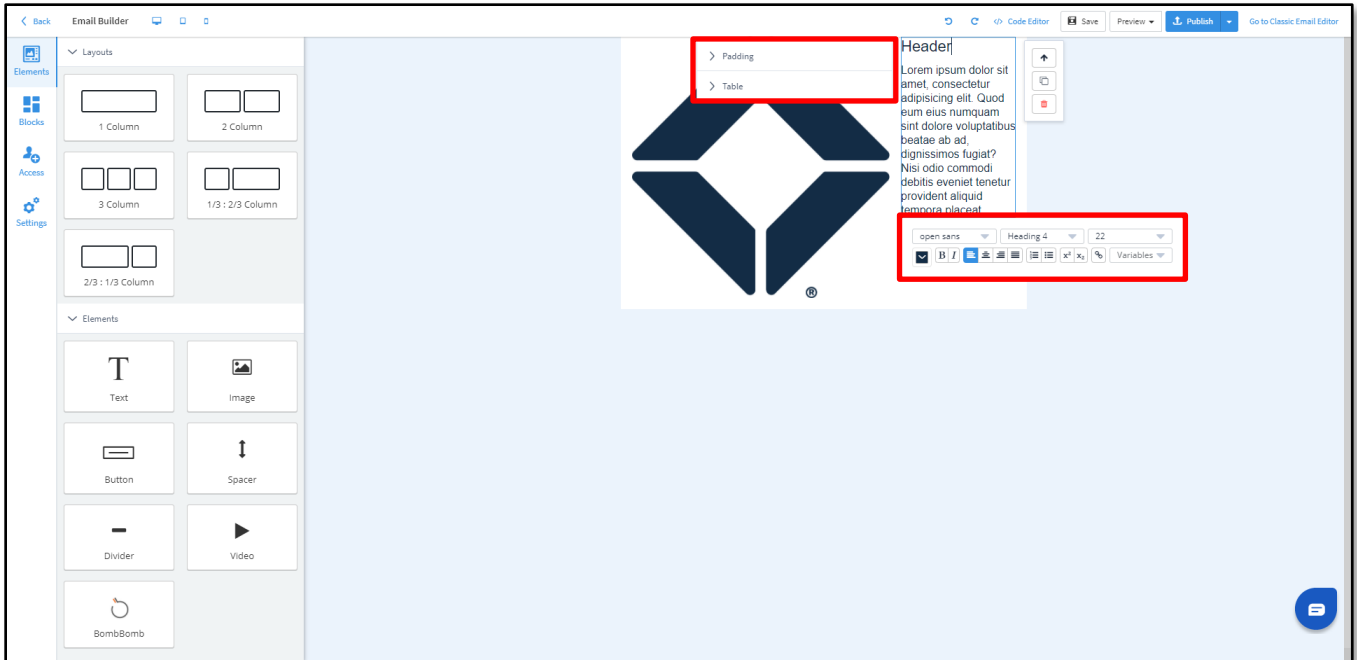 Back
Email Builder
Code Editor
Save
Preview
Publish
Go to Classic Email Editor
Elements
Blocks
Access
Settings
Layouts
1 Column
2 Column
3 Column
1/3 : 2/3 Column
2/3 : 1/3 Column
Elements
Text
Image
Button
Spacer
Divider
Video
BombBomb
Padding
Table
®
Header
Lorem ipsum dolor sit
amet, consectetur
adipisicing elit. Quod
eum eius numquam
sint dolore voluptatibus
beatae ab ad,
dignissimos fugiat?
Nisi odio commodi
debitis eveniet tenetur
provident aliquid
tempora placeat
open sans
Heading 4
22
B I x² x₂ Variables